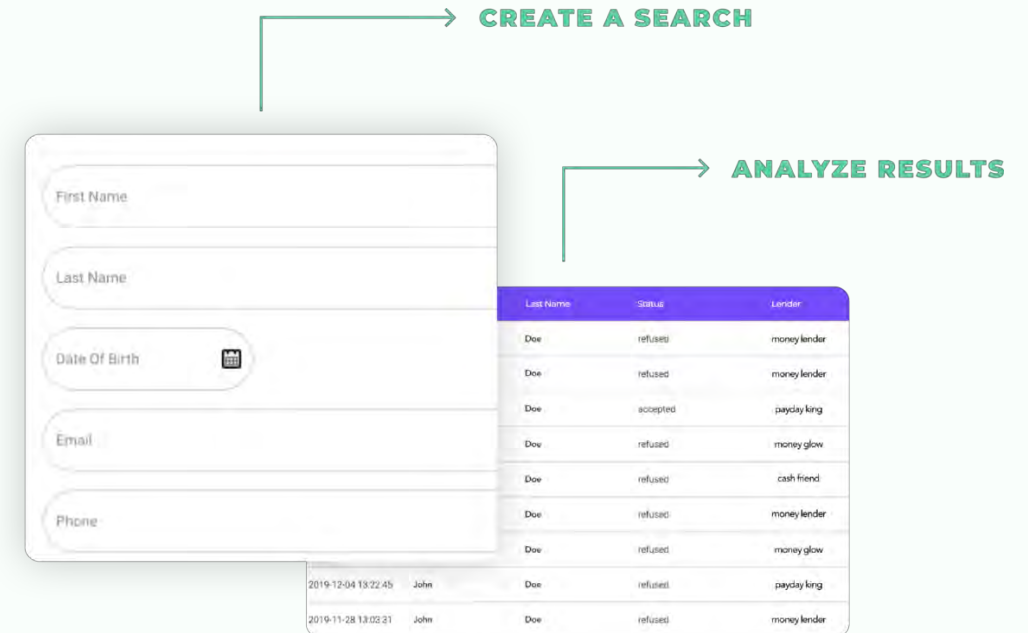 CREATE A SEARCH
ANALYZE RESULTS
First Name
Last Name
Date Of Birth
Email
Phone
Last Name Status Lender
Doe refused money lender
Doe refused money lender
Doe accepted payday king
Doe refused money glow
Doe refused cash friend
Doe refused money lender
Doe refused money glow
2019-12-04 13:22:45 John Doe refused payday king
2019-11-28 13:02:31 John Doe refused money lender